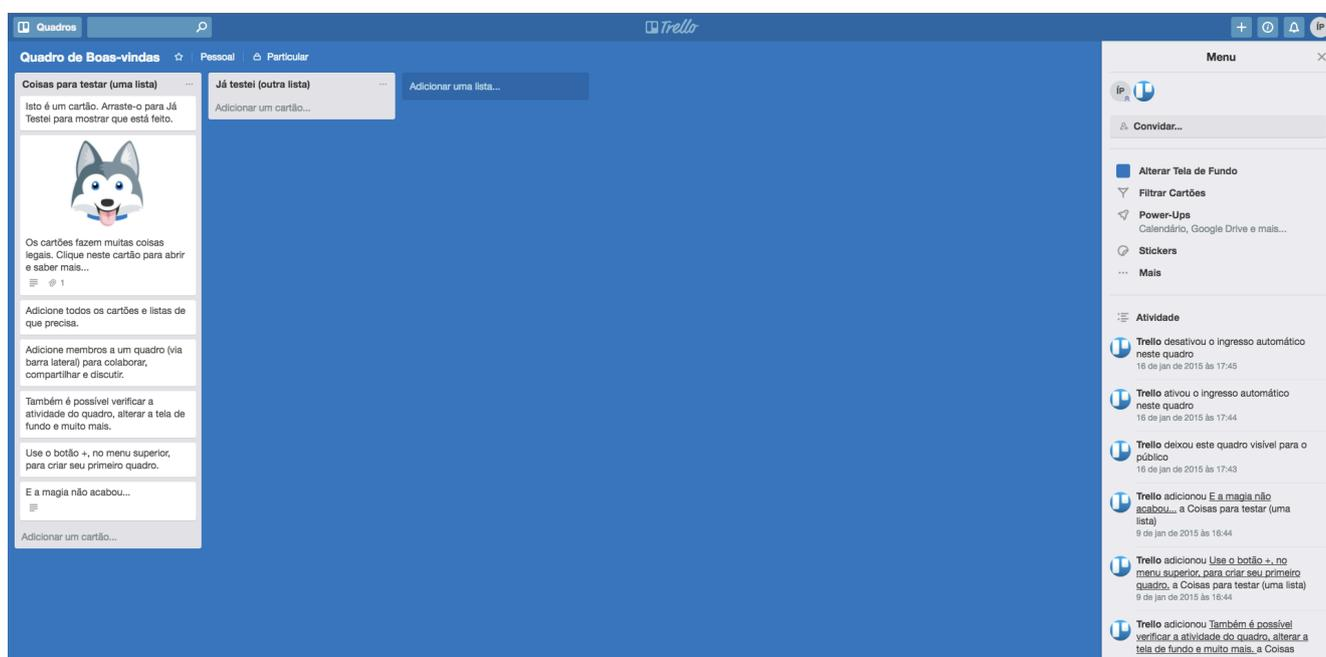 Quadros
Trello
ÍP
Quadro de Boas-vindas
Pessoal
Particular
Coisas para testar (uma lista)
Isto é um cartão. Arraste-o para Já
Testei para mostrar que está feito.
Os cartões fazem muitas coisas
legais. Clique neste cartão para abrir
e saber mais...
1
Adicione todos os cartões e listas de
que precisa.
Adicione membros a um quadro (via
barra lateral) para colaborar,
compartilhar e discutir.
Também é possível verificar a
atividade do quadro, alterar a tela de
fundo e muito mais.
Use o botão +, no menu superior,
para criar seu primeiro quadro.
E a magia não acabou...
Adicionar um cartão...
Já testei (outra lista)
Adicionar um cartão...
Adicionar uma lista...
Menu
ÍP
Convidar...
Alterar Tela de Fundo
Filtrar Cartões
Power-Ups
Calendário, Google Drive e mais...
Stickers
Mais
Atividade
Trello desativou o ingresso automático
neste quadro
16 de jan de 2015 às 17:45
Trello ativou o ingresso automático
neste quadro
16 de jan de 2015 às 17:44
Trello deixou este quadro visível para o
público
16 de jan de 2015 às 17:43
Trello adicionou E a magia não
acabou... a Coisas para testar (uma
lista)
9 de jan de 2015 às 16:44
Trello adicionou Use o botão +, no
menu superior, para criar seu primeiro
quadro. a Coisas para testar (uma lista)
9 de jan de 2015 às 16:44
Trello adicionou Também é possível
verificar a atividade do quadro, alterar a
tela de fundo e muito mais. a Coisas